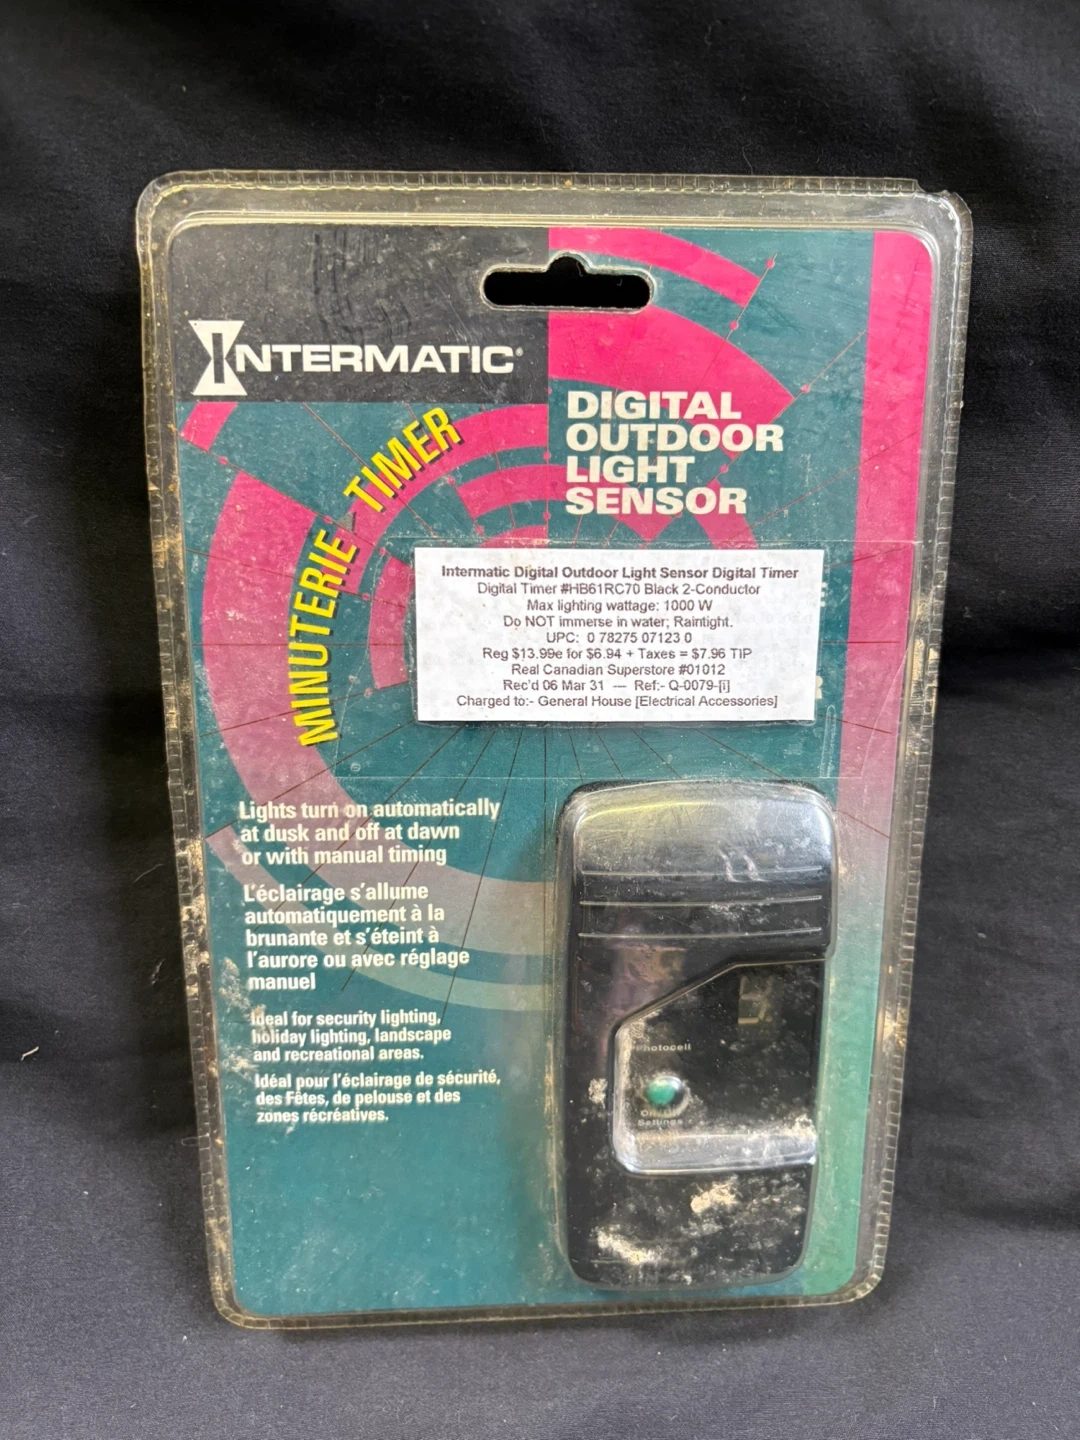 INTERMATIC®
MINUTERIE - TIMER
DIGITAL
OUTDOOR
LIGHT
SENSOR
Intermatic Digital Outdoor Light Sensor Digital Timer
Digital Timer #HB61RC70 Black 2-Conductor
Max lighting wattage: 1000 W
Do NOT immerse in water; Raintight.
UPC: 0 78275 07123 0
Reg $13.99e for $6.94 + Taxes = $7.96 TIP
Real Canadian Superstore #01012
Rec'd 06 Mar 31 — Ref:- Q-0079-[i]
Charged to:- General House [Electrical Accessories]
Lights turn on automatically
at dusk and off at dawn
or with manual timing
L'éclairage s'allume
automatiquement à la
brunante et s'éteint à
l'aurore ou avec réglage
manuel
Ideal for security lighting,
holiday lighting, landscape
and recreational areas.
Idéal pour l'éclairage de sécurité,
des Fêtes, de pelouse et des
zones récréatives.
Photocell
On/Off
Settings